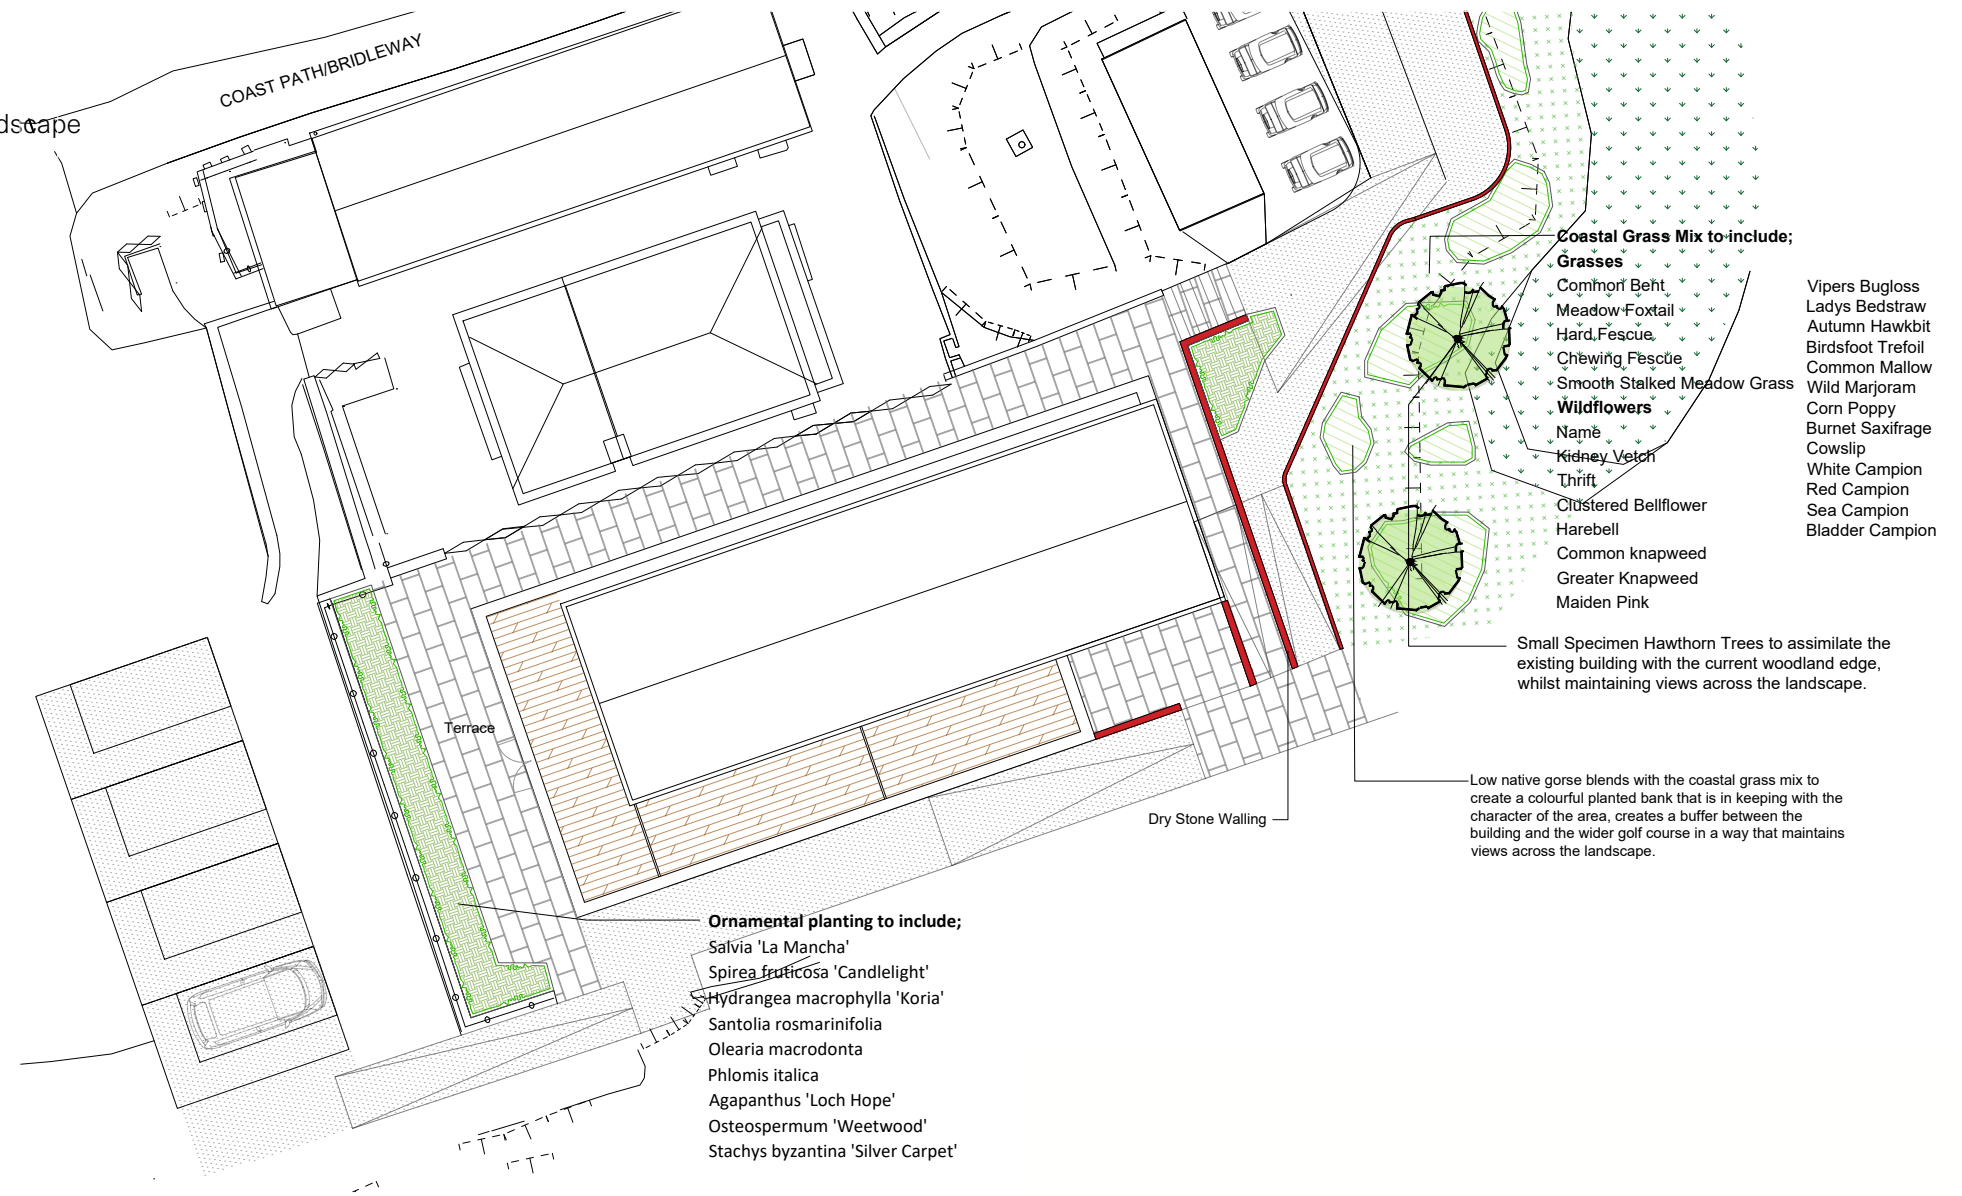 COAST PATH/BRIDLEWAY
dscape
Coastal Grass Mix to include;
Grasses
Common Beht
Meadow Foxtail
Hard Fescue
Chewing Fescue
Smooth Stalked Meadow Grass
Wildflowers
Name
Kidney Vetch
Thrift
Clustered Bellflower
Harebell
Common knapweed
Greater Knapweed
Maiden Pink
Vipers Bugloss
Ladys Bedstraw
Autumn Hawkbit
Birdsfoot Trefoil
Common Mallow
Wild Marjoram
Corn Poppy
Burnet Saxifrage
Cowslip
White Campion
Red Campion
Sea Campion
Bladder Campion
Small Specimen Hawthorn Trees to assimilate the
existing building with the current woodland edge,
whilst maintaining views across the landscape.
Terrace
Low native gorse blends with the coastal grass mix to
create a colourful planted bank that is in keeping with the
character of the area, creates a buffer between the
building and the wider golf course in a way that maintains
views across the landscape.
Dry Stone Walling
Ornamental planting to include;
Salvia 'La Mancha'
Spirea fruticosa 'Candlelight'
Hydrangea macrophylla 'Koria'
Santolia rosmarinifolia
Olearia macrodonta
Phlomis italica
Agapanthus 'Loch Hope'
Osteospermum 'Weetwood'
Stachys byzantina 'Silver Carpet'